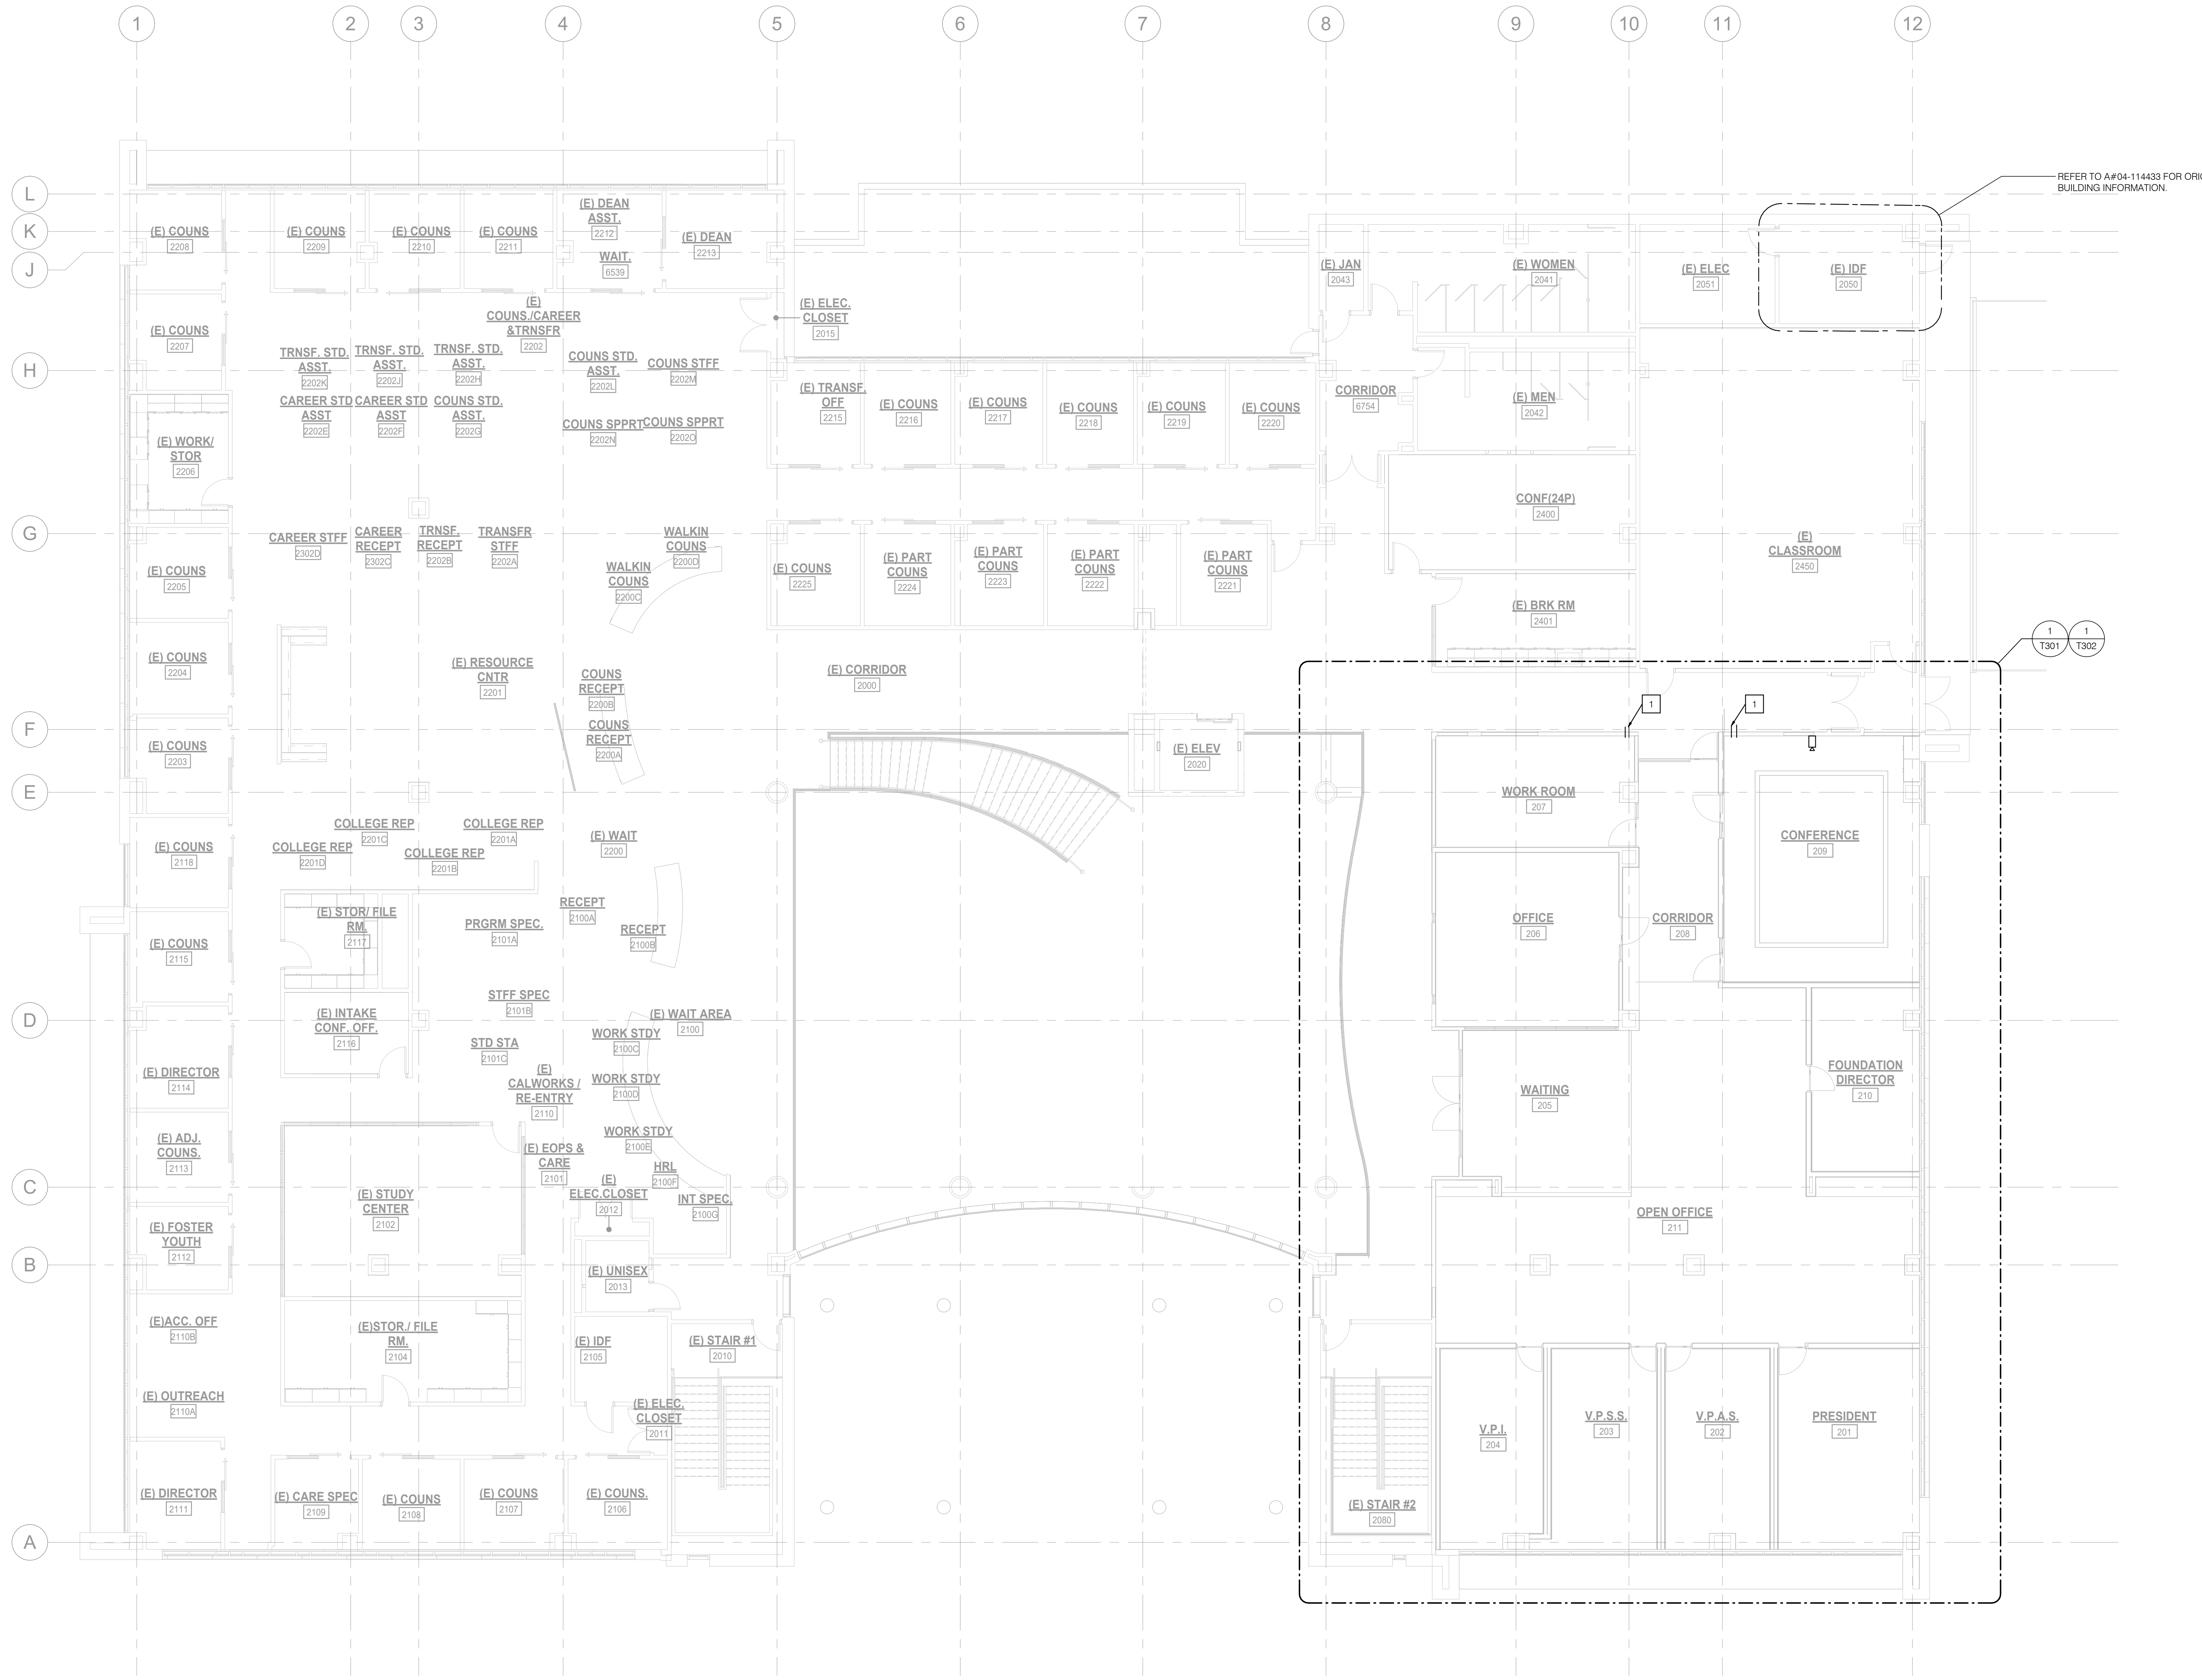 1
2
3
4
5
6
7
8
9
10
11
12
L
K
J
H
G
F
E
D
C
B
A
REFER TO A#04-114433 FOR
BUILDING INFORMATION.
(E) COUNS
2208
(E) COUNS
2209
(E) COUNS
2210
(E) COUNS
2211
(E) DEAN
ASST.
2212
WAIT.
6539
(E) DEAN
2213
(E) JAN
2043
(E) WOMEN
2041
(E) ELEC
2051
(E) IDF
2050
(E) COUNS
2207
(E)
COUNS./CAREER
&TRNSFR
2202
(E) ELEC.
CLOSET
2015
TRNSF. STD.
ASST.
2202K
TRNSF. STD.
ASST.
2202J
TRNSF. STD.
ASST.
2202H
COUNS STD.
ASST.
2202L
COUNS STFF
2202M
CAREER STD
ASST
2202E
CAREER STD
ASST
2202F
COUNS STD.
ASST.
2202G
COUNS SPPRT
2202N
COUNS SPPRT
2202O
(E) TRANSF.
OFF
2215
(E) COUNS
2216
(E) COUNS
2217
(E) COUNS
2218
(E) COUNS
2219
(E) COUNS
2220
CORRIDOR
6754
(E) MEN
2042
(E) WORK/
STOR
2206
CONF(24P)
2400
CAREER STFF
2302D
CAREER
RECEPT
2302C
TRNSF.
RECEPT
2202B
TRANSFR
STFF
2202A
WALKIN
COUNS
2200D
WALKIN
COUNS
2200C
(E) COUNS
2225
(E) PART
COUNS
2224
(E) PART
COUNS
2223
(E) PART
COUNS
2222
(E) PART
COUNS
2221
(E)
CLASSROOM
2450
(E) COUNS
2205
(E) BRK RM
2401
1
T301
1
T302
(E) COUNS
2204
(E) RESOURCE
CNTR
2201
COUNS
RECEPT
2200B
(E) CORRIDOR
2000
1
1
(E) COUNS
2203
COUNS
RECEPT
2200A
(E) ELEV
2020
WORK ROOM
207
COLLEGE REP
2201C
COLLEGE REP
2201A
(E) WAIT
2200
CONFERENCE
209
(E) COUNS
2118
COLLEGE REP
2201D
COLLEGE REP
2201B
(E) STOR/ FILE
RM.
2117
PRGRM SPEC.
2101A
RECEPT
2100A
RECEPT
2100B
OFFICE
206
CORRIDOR
208
(E) COUNS
2115
STFF SPEC
2101B
(E) INTAKE
CONF. OFF.
2116
(E) WAIT AREA
2100
WORK STDY
2100C
STD STA
2101C
(E) DIRECTOR
2114
(E)
CALWORKS /
RE-ENTRY
2110
WORK STDY
2100D
WAITING
205
FOUNDATION
DIRECTOR
210
(E) ADJ.
COUNS.
2113
WORK STDY
2100E
(E) EOPS &
CARE
2101
HRL
2100F
(E)
ELEC.CLOSET
2012
INT SPEC.
2100G
(E) STUDY
CENTER
2102
OPEN OFFICE
211
(E) FOSTER
YOUTH
2112
(E) UNISEX
2013
(E)ACC. OFF
2110B
(E)STOR./ FILE
RM.
2104
(E) IDF
2105
(E) STAIR #1
2010
(E) OUTREACH
2110A
(E) ELEC.
CLOSET
2011
V.P.I.
204
V.P.S.S.
203
V.P.A.S.
202
PRESIDENT
201
(E) DIRECTOR
2111
(E) CARE SPEC
2109
(E) COUNS
2108
(E) COUNS
2107
(E) COUNS.
2106
(E) STAIR #2
2080